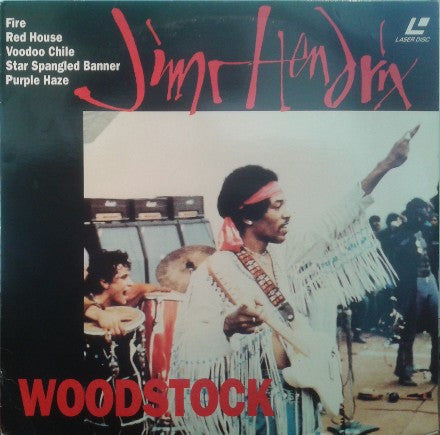 Fire
Red House
Voodoo Chile
Star Spangled Banner
Purple Haze
Jimi Hendrix
LASER DISC
WOODSTOCK